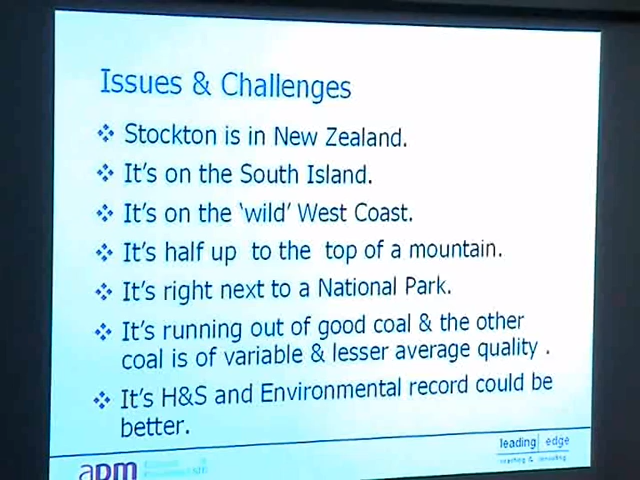 Issues & Challenges
Stockton is in New Zealand.
It's on the South Island.
It's on the 'wild' West Coast.
It's half up to the top of a mountain.
It's right next to a National Park.
It's running out of good coal & the other
coal is of variable & lesser average quality .
It's H&S and Environmental record could be
better.
leading edge
apm